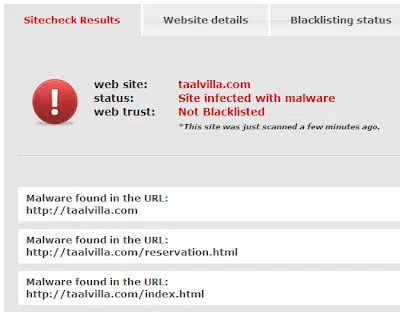 Sitecheck Results Website details Blacklisting status
web site: taalvilla.com
status: Site infected with malware
web trust: Not Blacklisted
*This site was just scanned a few minutes ago.
Malware found in the URL:
http://taalvilla.com
Malware found in the URL:
http://taalvilla.com/reservation.html
Malware found in the URL:
http://taalvilla.com/index.html